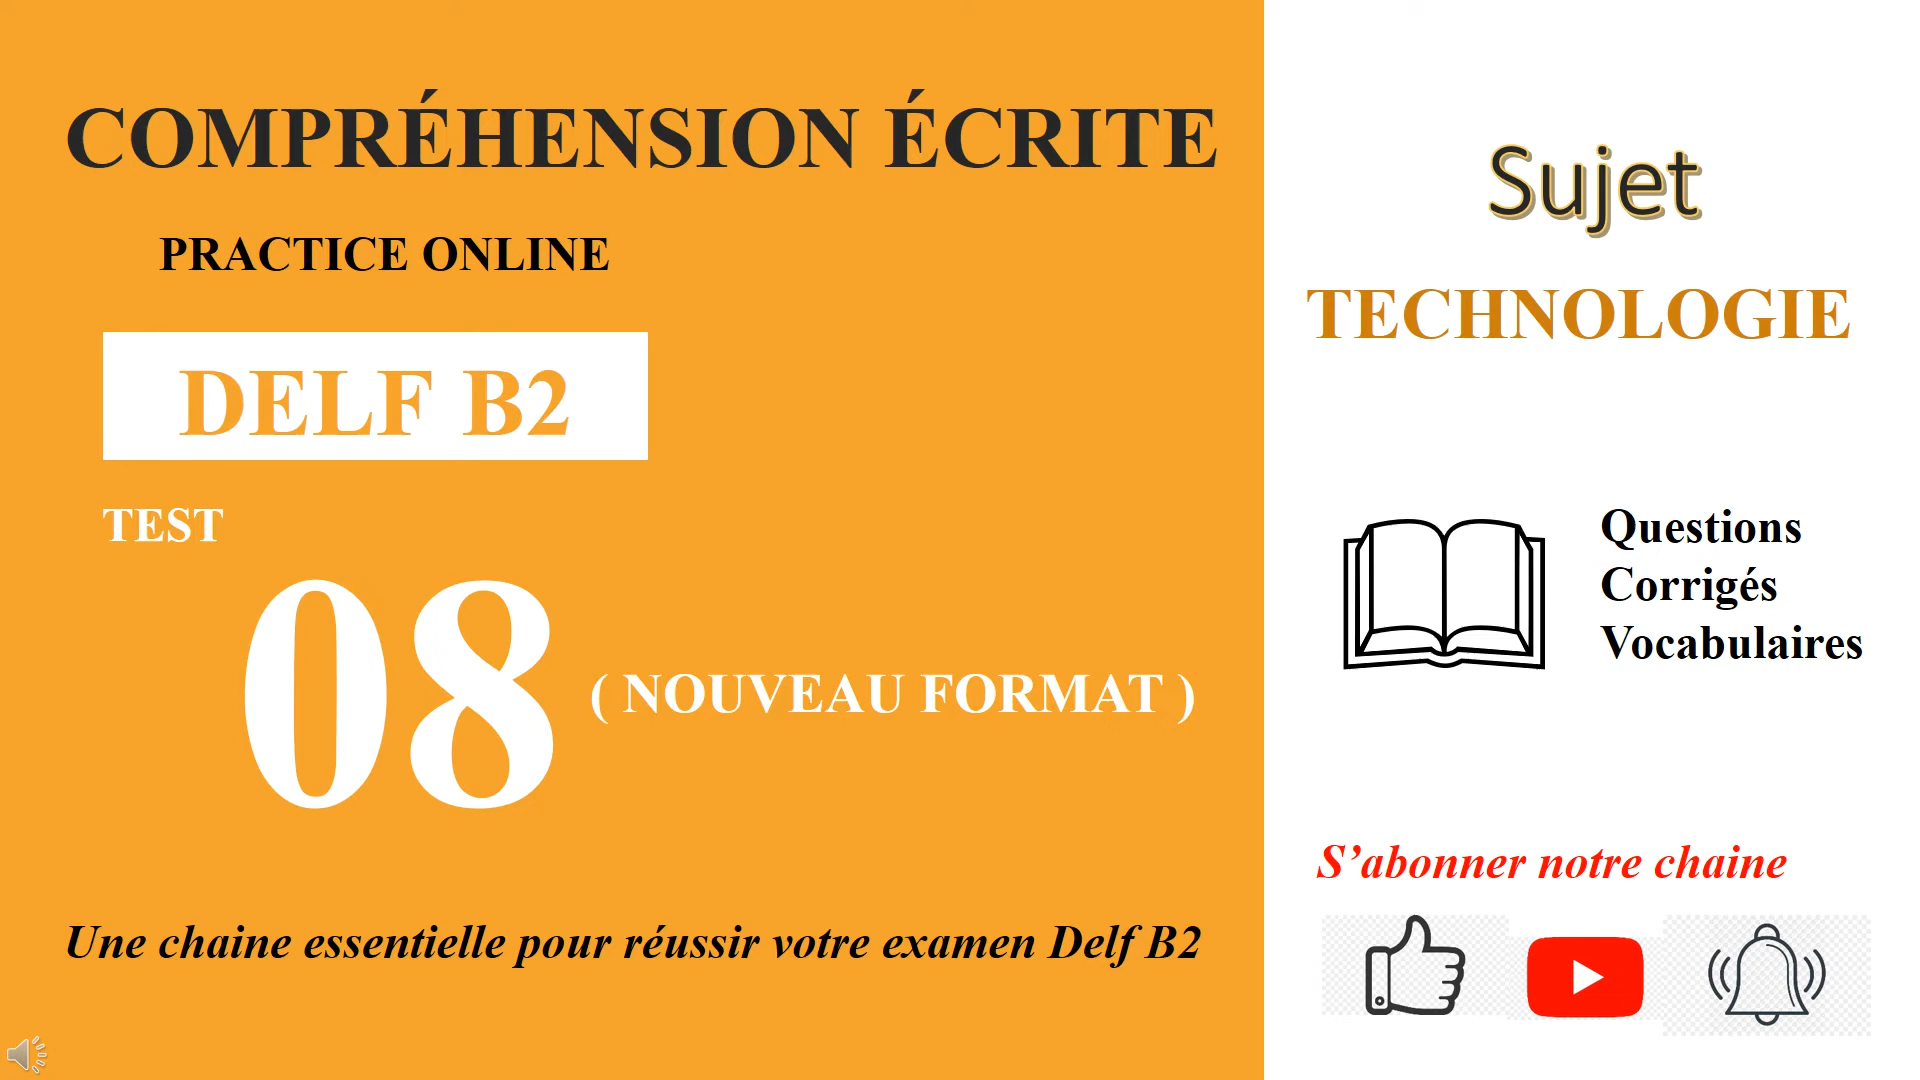 COMPRÉHENSION ÉCRITE
PRACTICE ONLINE
DELF B2
TEST
08
( NOUVEAU FORMAT )
Une chaine essentielle pour réussir votre examen Delf B2
Sujet
TECHNOLOGIE
Questions
Corrigés
Vocabulaires
S’abonner notre chaine